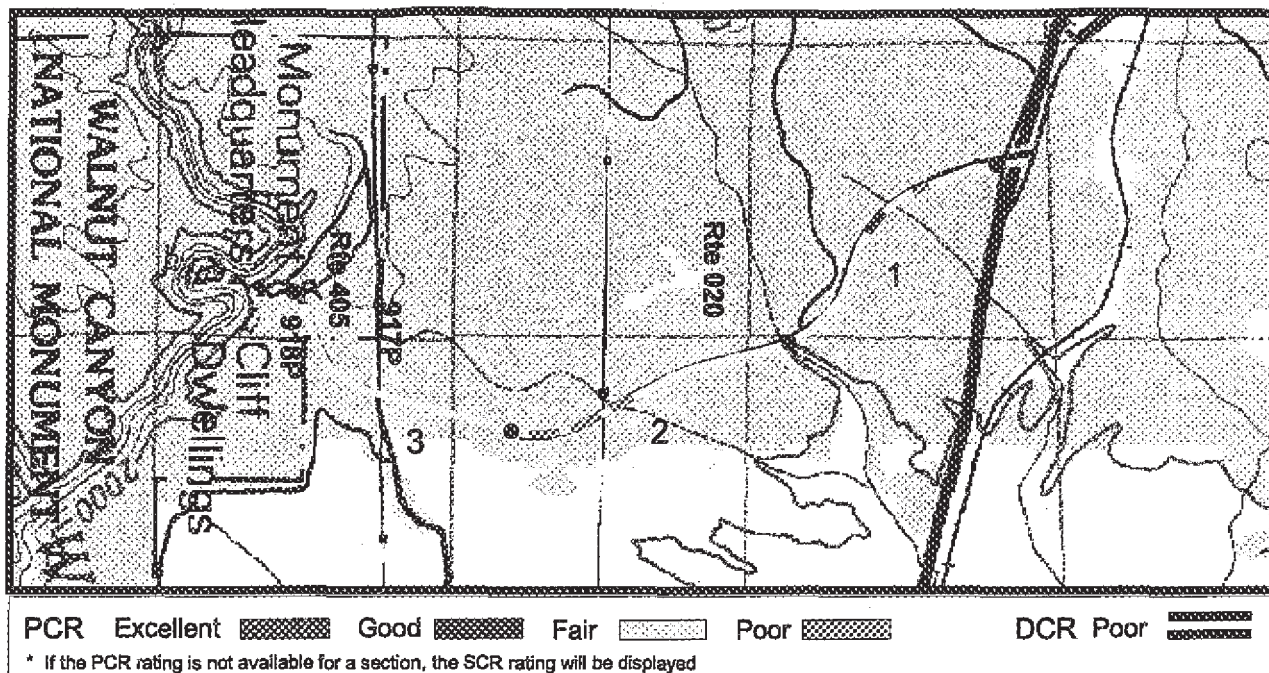 Monument
Headquarters
WALNUT CANYON
NATIONAL MONUMENT
Cliff
Dwellings
Rte 405
917P
918P
Rte 020
1
2
3
PCR Excellent Good Fair Poor DCR Poor
* If the PCR rating is not available for a section, the SCR rating will be displayed